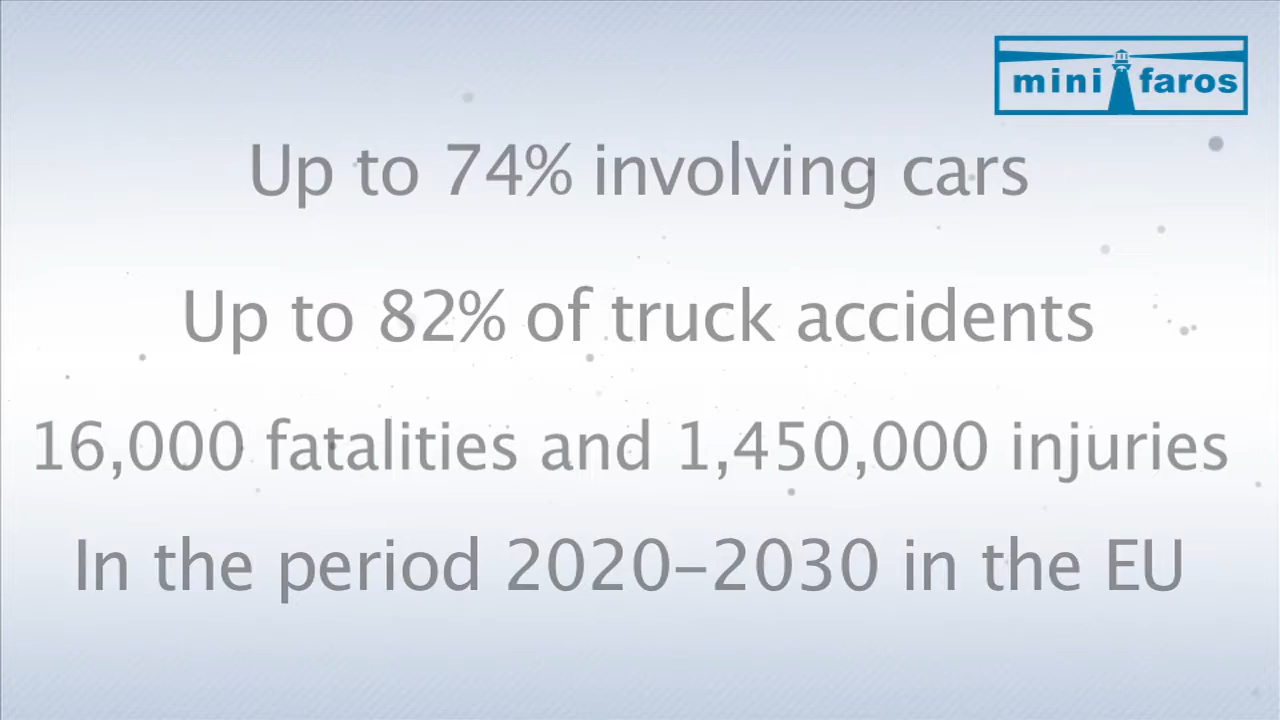 mini faros
Up to 74% involving cars
Up to 82% of truck accidents
16,000 fatalities and 1,450,000 injuries
In the period 2020–2030 in the EU